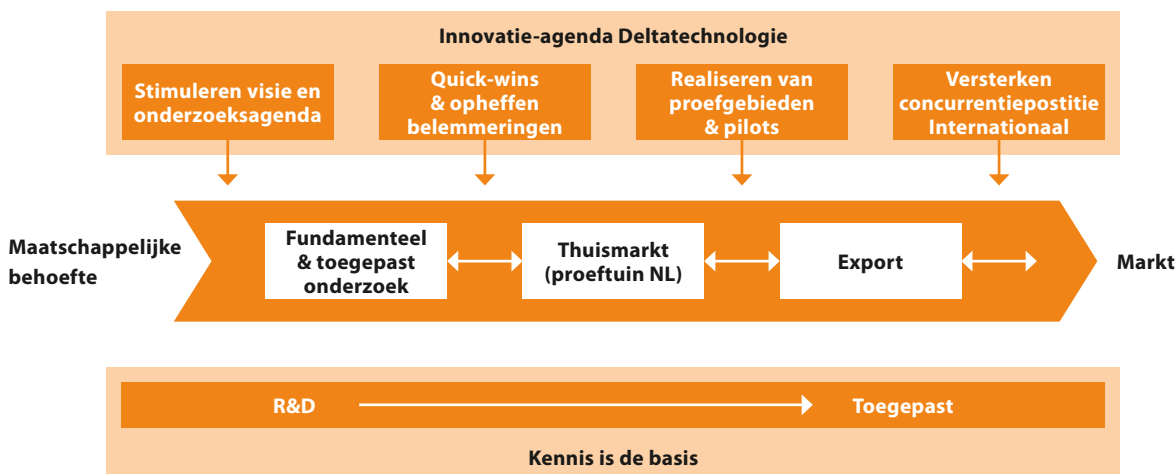 Innovatie-agenda Deltatechnologie
Stimuleren visie en
onderzoeksagenda
Quick-wins
& opheffen
belemmeringen
Realiseren van
proefgebieden
& pilots
Versterken
concurrentiepostitie
Internationaal
Maatschappelijke
behoefte
Fundamenteel
& toegepast
onderzoek
Thuismarkt
(proeftuin NL)
Export
Markt
R&D
Toegepast
Kennis is de basis